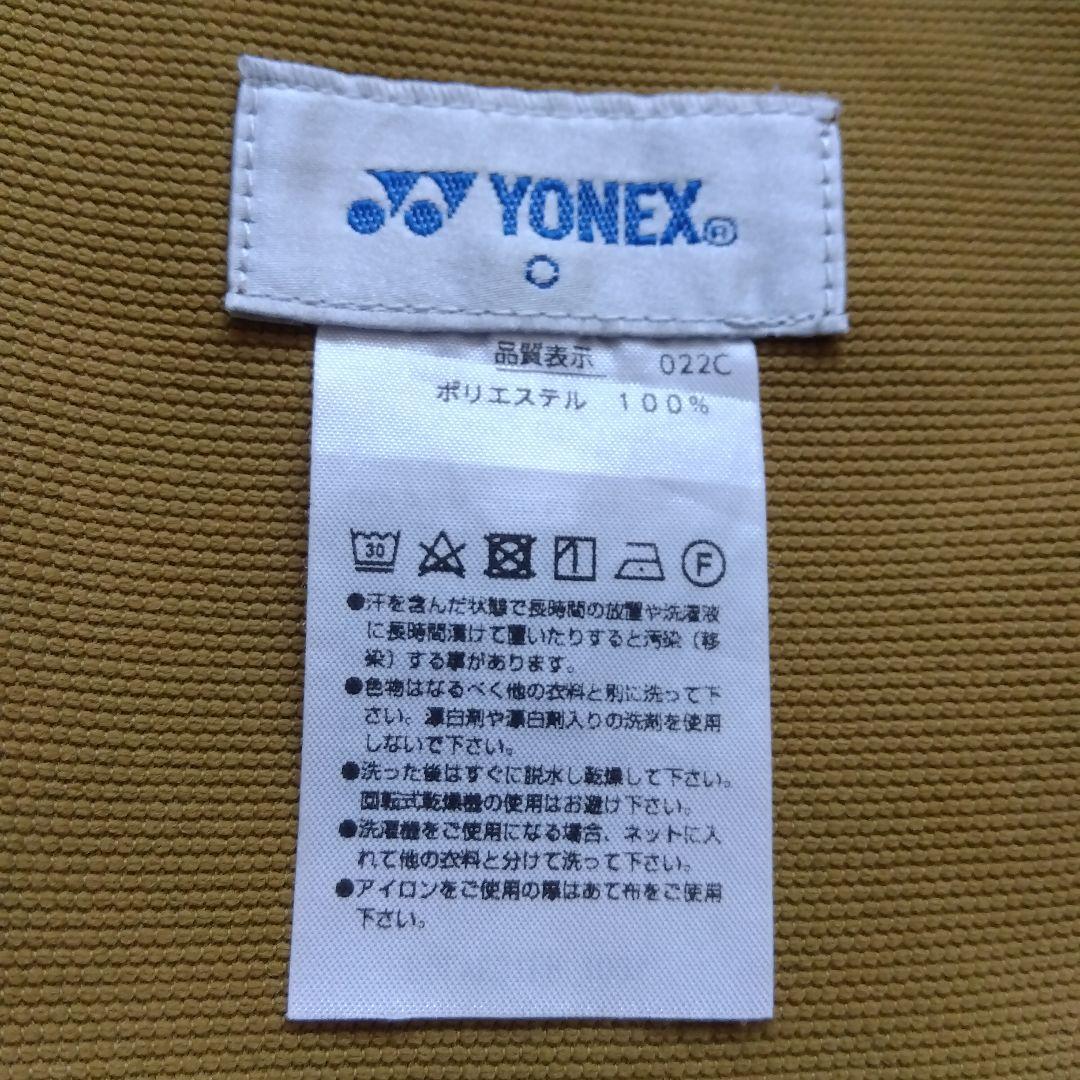 YONEX®
O
品質表示 022C
ポリエステル 100%
30 F
●汗を含んだ状態で長時間の放置や洗濯液
に長時間漬けて置いたりすると汚染（移
染）する事があります。
●色物はなるべく他の衣料と別に洗って下
さい。漂白剤や漂白剤入りの洗剤を使用
しないで下さい。
●洗った後はすぐに脱水し乾燥して下さい。
回転式乾燥機の使用はお避け下さい。
●洗濯機をご使用になる場合、ネットに入
れて他の衣料と分けて洗って下さい。
●アイロンをご使用の際はあて布をご使用
下さい。